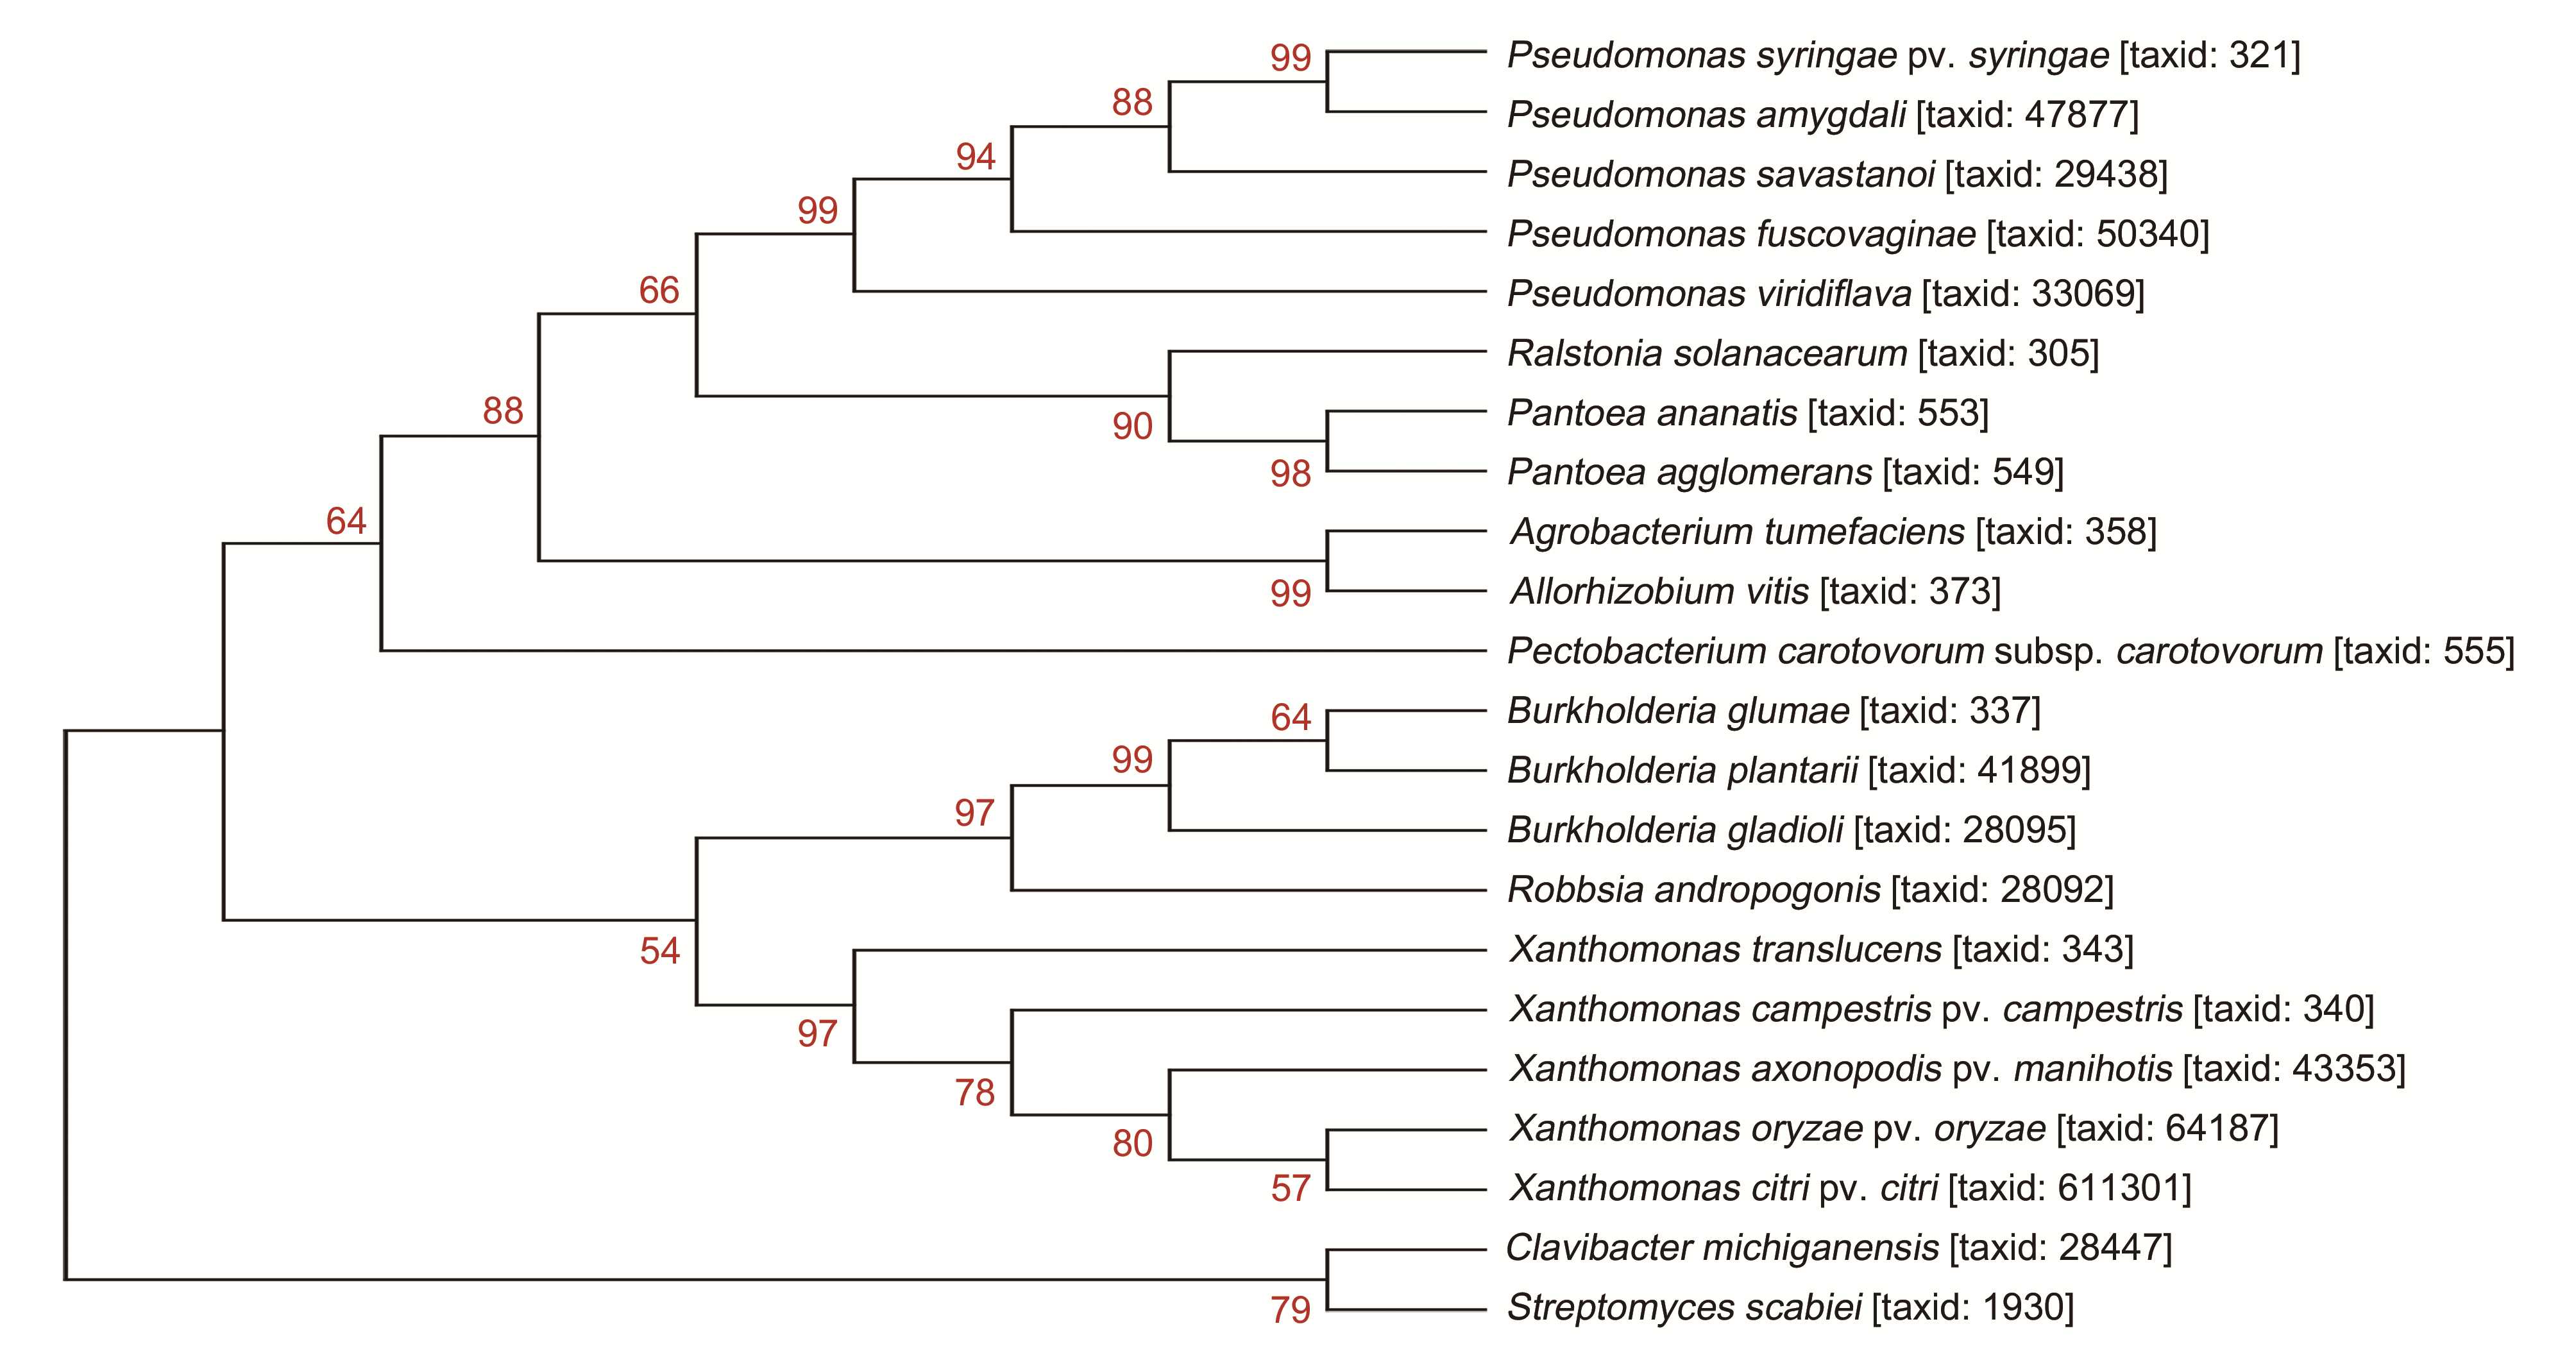 99 Pseudomonas syringae pv. syringae [taxid: 321]
88 Pseudomonas amygdali [taxid: 47877]
94 Pseudomonas savastanoi [taxid: 29438]
99 Pseudomonas fuscovaginae [taxid: 50340]
66 Pseudomonas viridiflava [taxid: 33069]
Ralstonia solanacearum [taxid: 305]
88 90 Pantoea ananatis [taxid: 553]
98 Pantoea agglomerans [taxid: 549]
64 Agrobacterium tumefaciens [taxid: 358]
99 Allorhizobium vitis [taxid: 373]
Pectobacterium carotovorum subsp. carotovorum [taxid: 555]
64 Burkholderia glumae [taxid: 337]
99 Burkholderia plantarii [taxid: 41899]
97 Burkholderia gladioli [taxid: 28095]
Robbsia andropogonis [taxid: 28092]
54 Xanthomonas translucens [taxid: 343]
97 Xanthomonas campestris pv. campestris [taxid: 340]
78 Xanthomonas axonopodis pv. manihotis [taxid: 43353]
80 Xanthomonas oryzae pv. oryzae [taxid: 64187]
57 Xanthomonas citri pv. citri [taxid: 611301]
Clavibacter michiganensis [taxid: 28447]
79 Streptomyces scabiei [taxid: 1930]